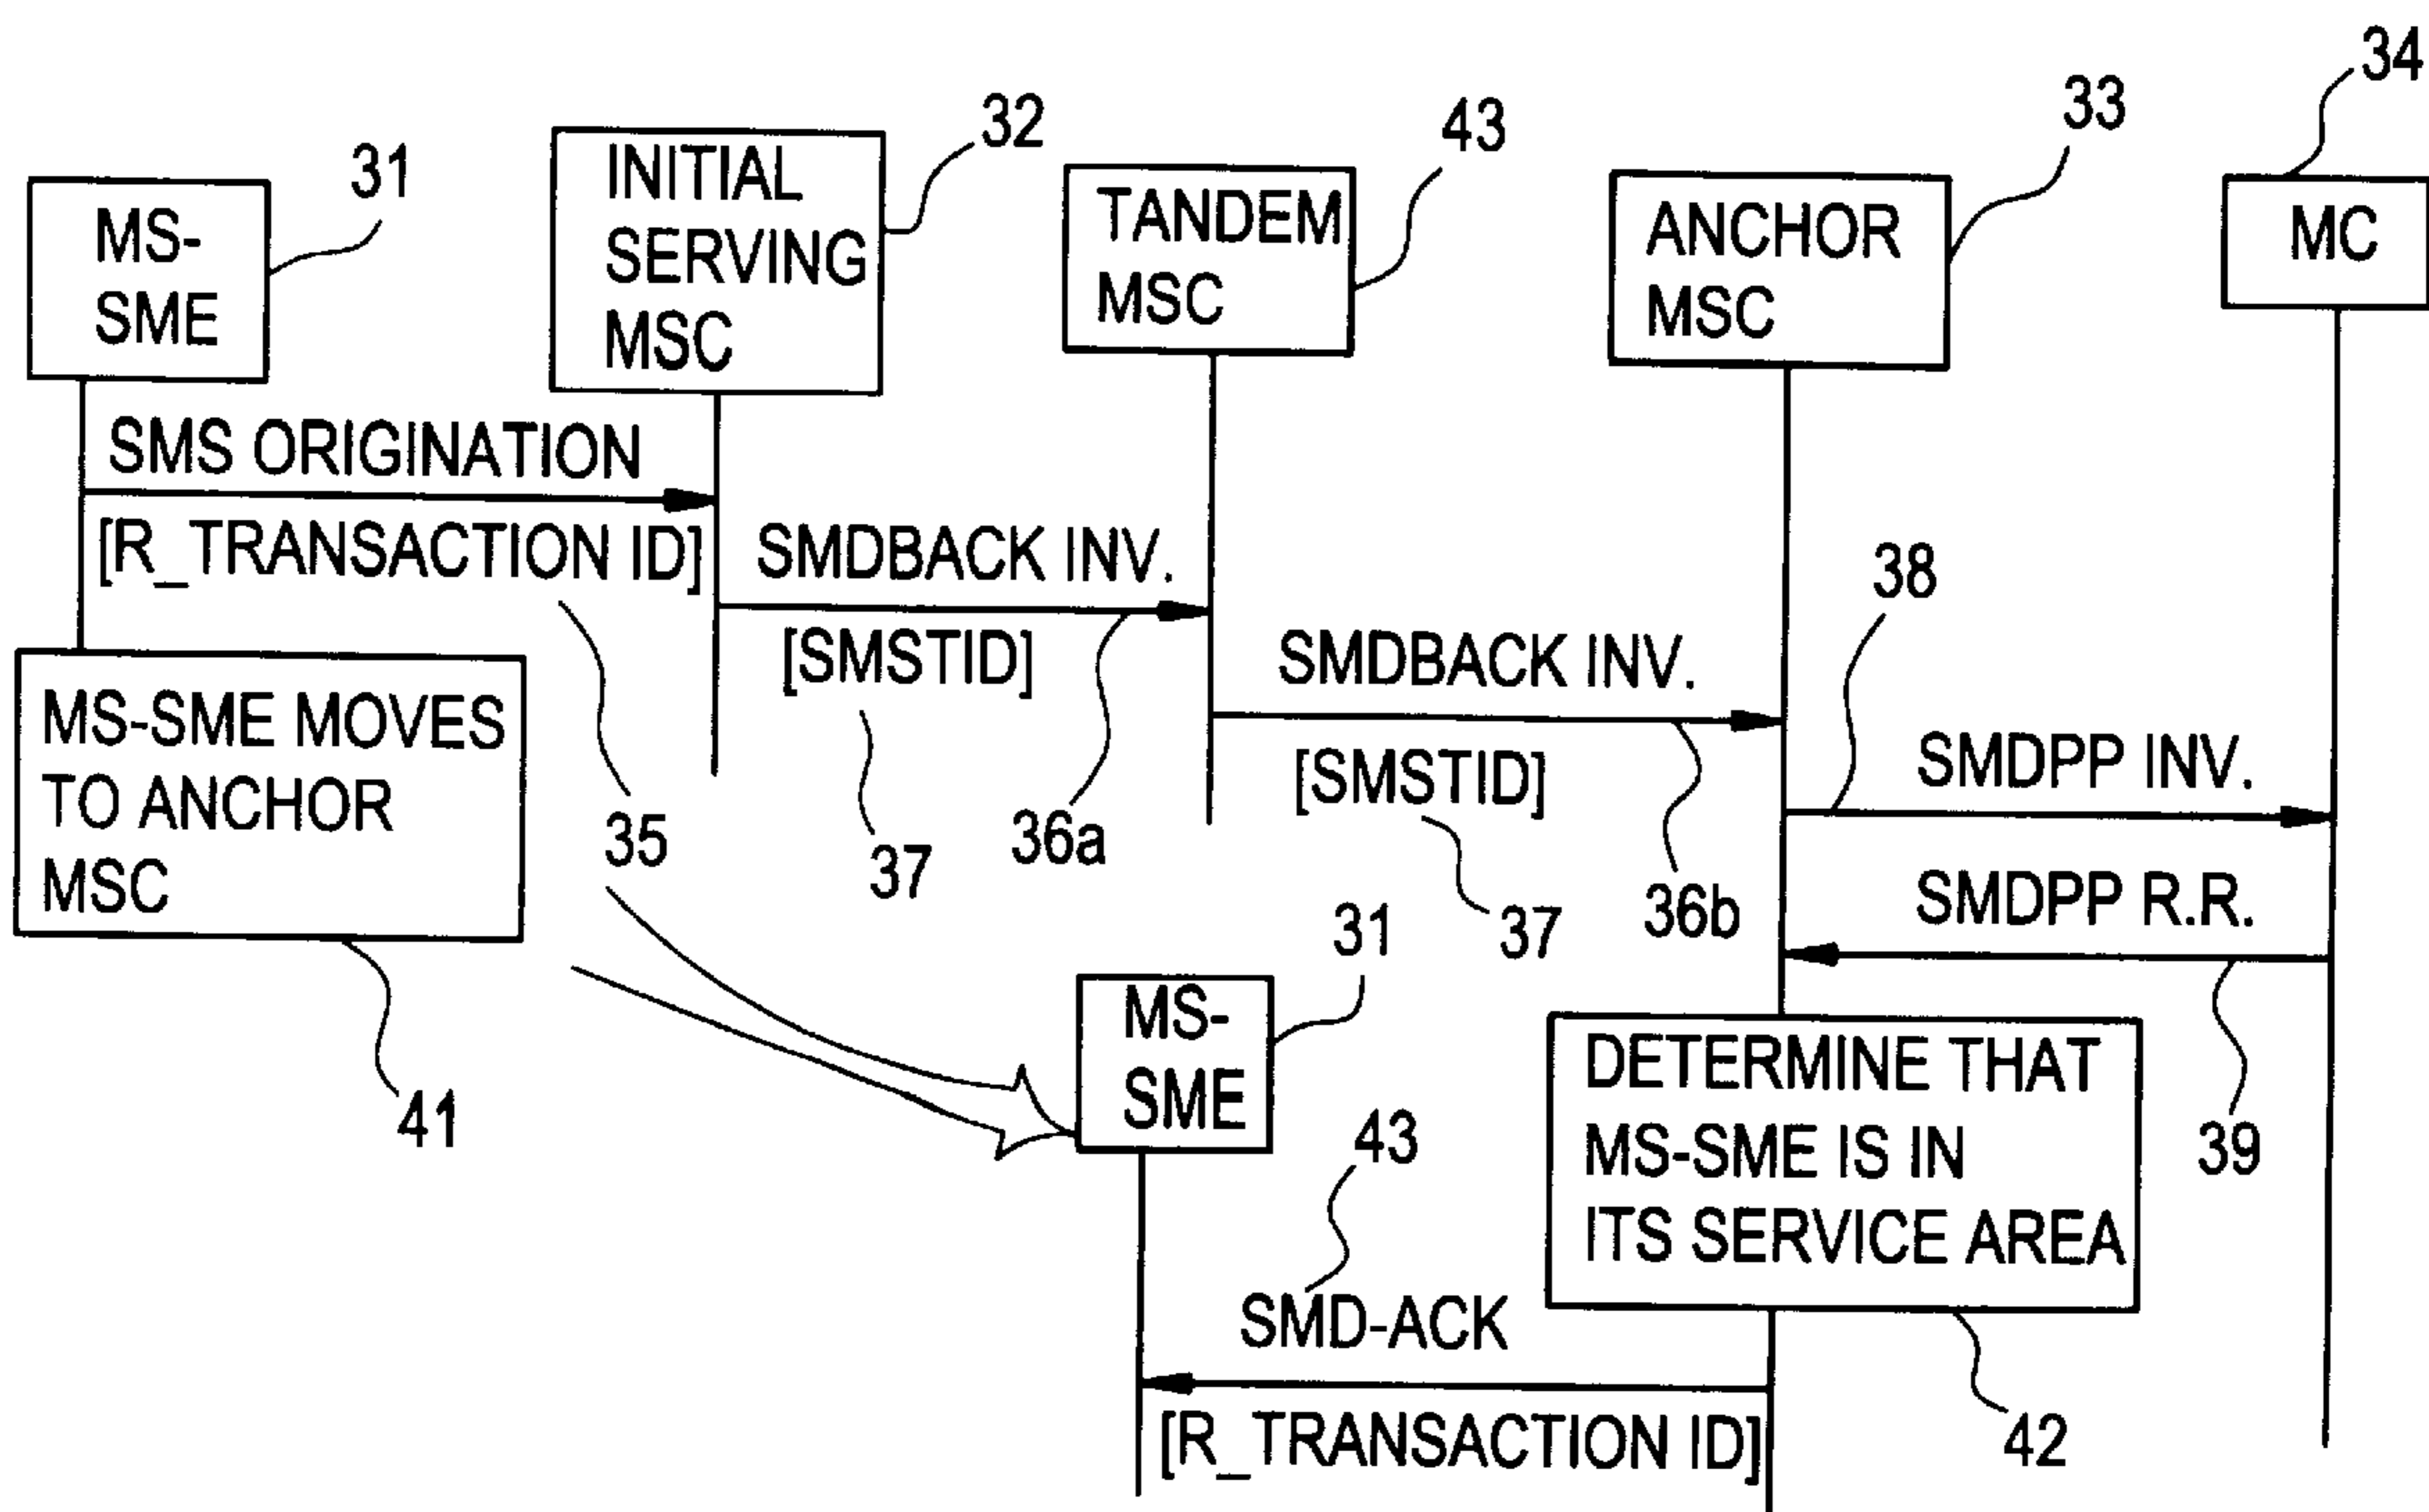 34
33
43
32
31
MS-
SME
INITIAL
SERVING
MSC
TANDEM
MSC
ANCHOR
MSC
MC
SMS ORIGINATION
[R_TRANSACTION ID]
SMDBACK INV.
[SMSTID]
38
SMDBACK INV.
[SMSTID]
SMDPP INV.
SMDPP R.R.
MS-SME MOVES
TO ANCHOR
MSC
35
37
36a
37
36b
31
MS-
SME
41
43
DETERMINE THAT
MS-SME IS IN
ITS SERVICE AREA
39
SMD-ACK
[R_TRANSACTION ID]
42